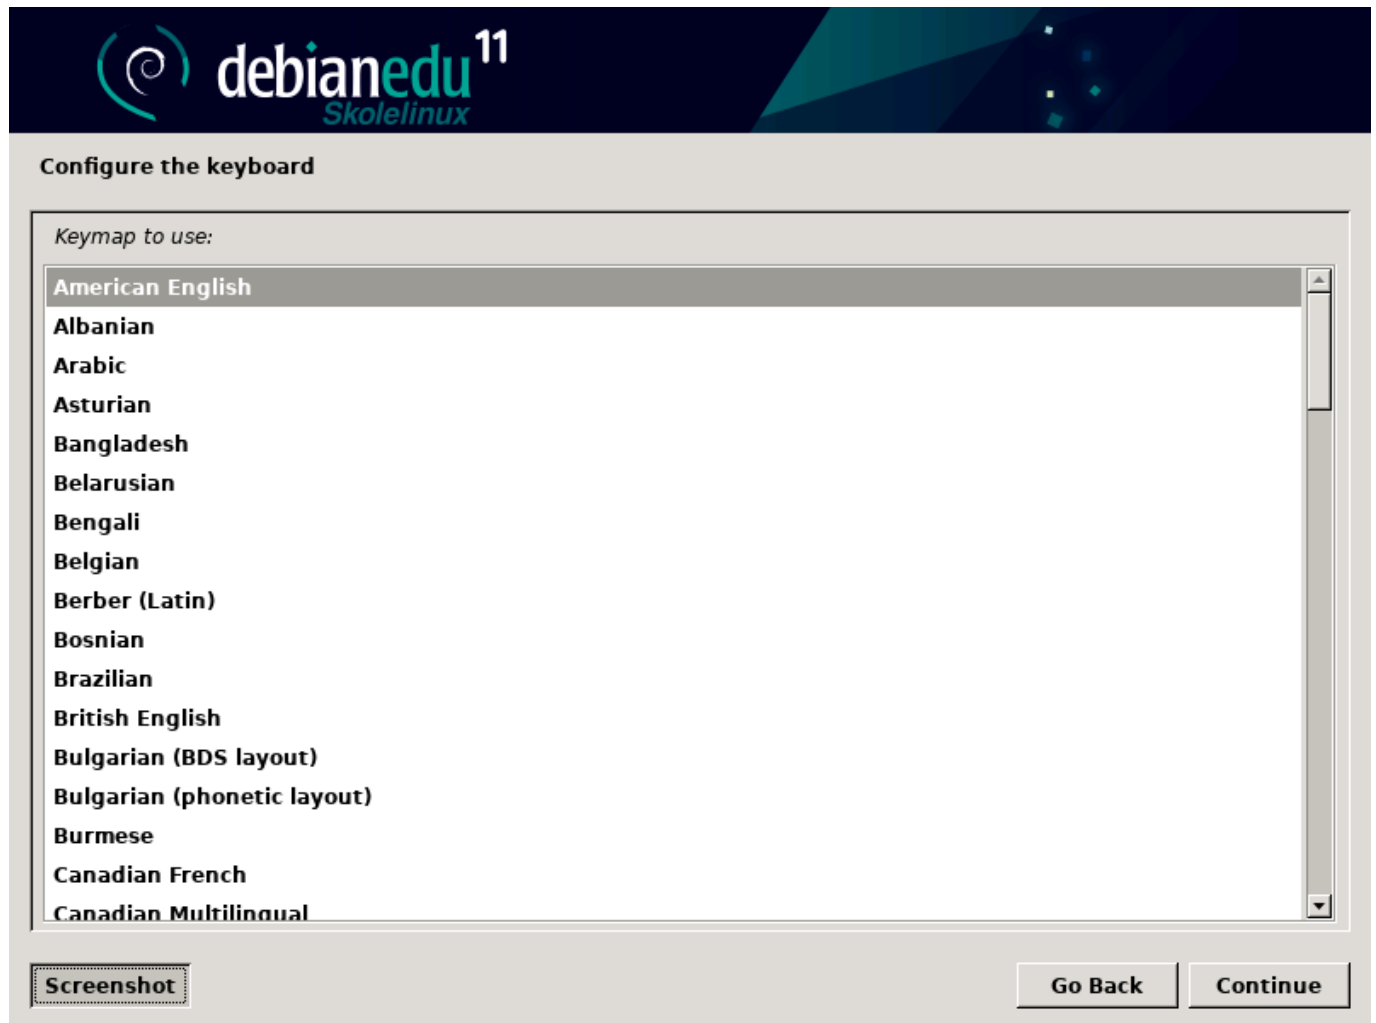 debianedu 11
Skolelinux
Configure the keyboard
Keymap to use:
American English
Albanian
Arabic
Asturian
Bangladesh
Belarusian
Bengali
Belgian
Berber (Latin)
Bosnian
Brazilian
British English
Bulgarian (BDS layout)
Bulgarian (phonetic layout)
Burmese
Canadian French
Canadian Multilingual
Screenshot
Go Back
Continue